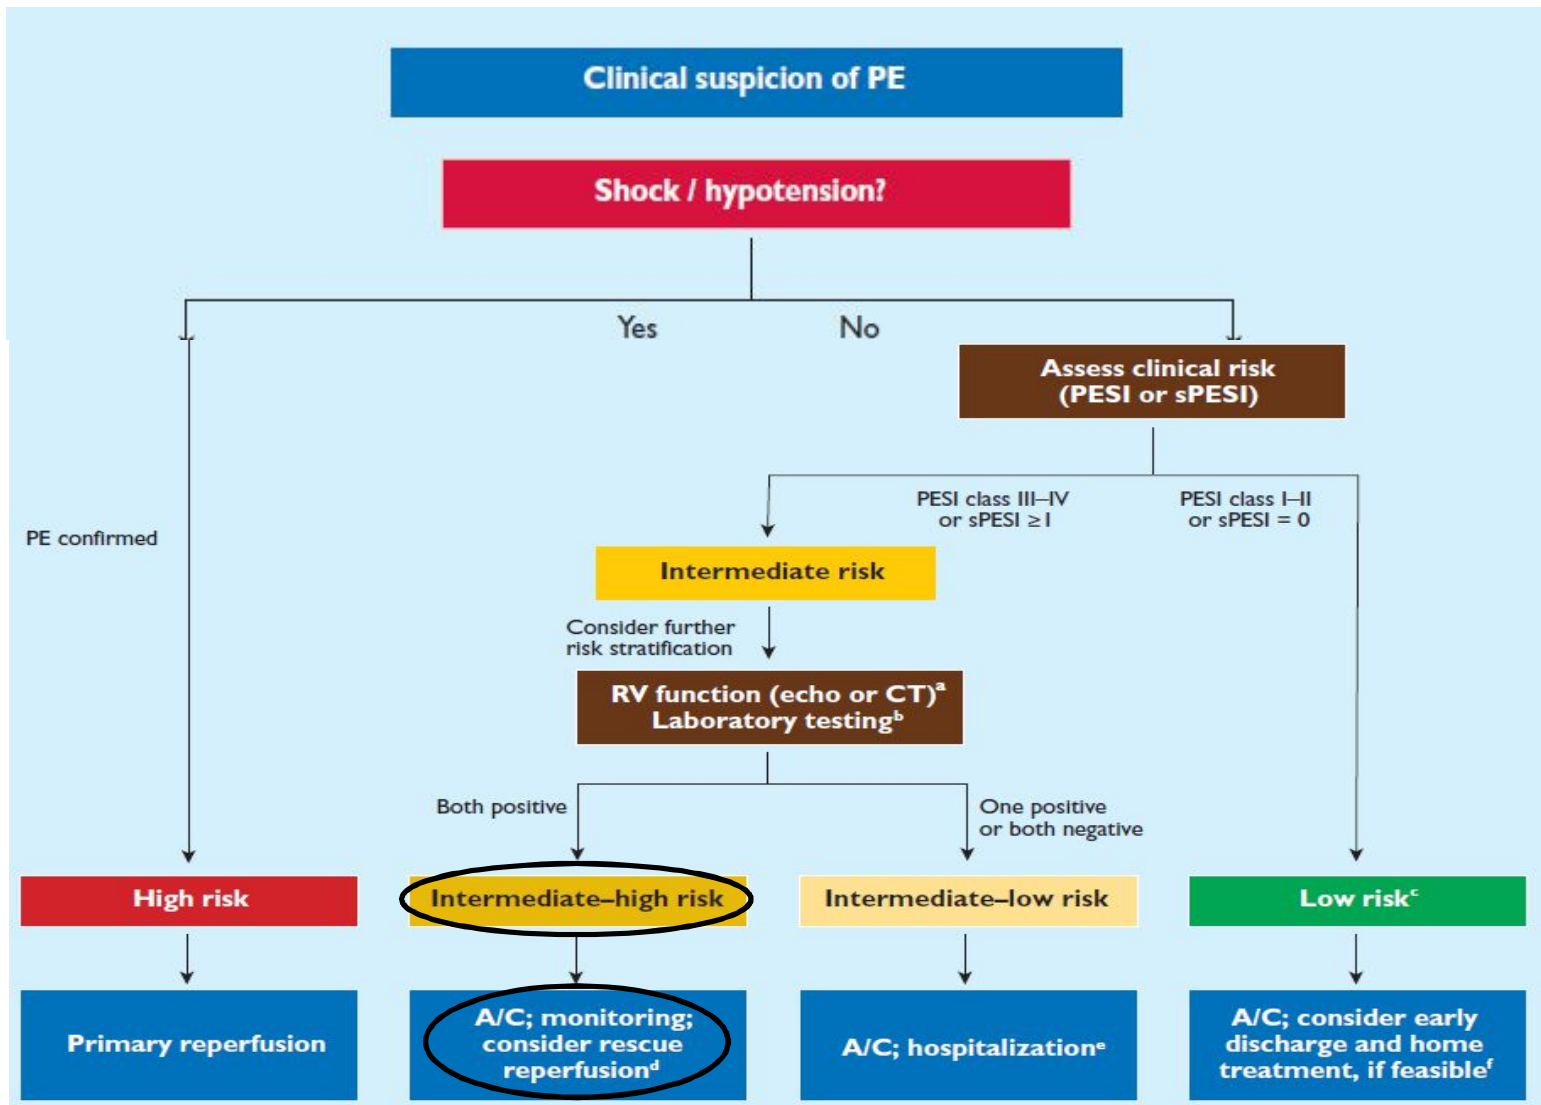 Clinical suspicion of PE
Shock / hypotension?
Yes
No
Assess clinical risk
(PESI or sPESI)
PESI class III–IV
or sPESI ≥1
PESI class I–II
or sPESI = 0
PE confirmed
Intermediate risk
Consider further
risk stratification
RV function (echo or CT)ᵃ
Laboratory testingᵇ
Both positive
One positive
or both negative
High risk
Intermediate–high risk
Intermediate–low risk
Low riskᶜ
Primary reperfusion
A/C; monitoring;
consider rescue
reperfusionᵈ
A/C; hospitalizationᵉ
A/C; consider early
discharge and home
treatment, if feasibleᶠ